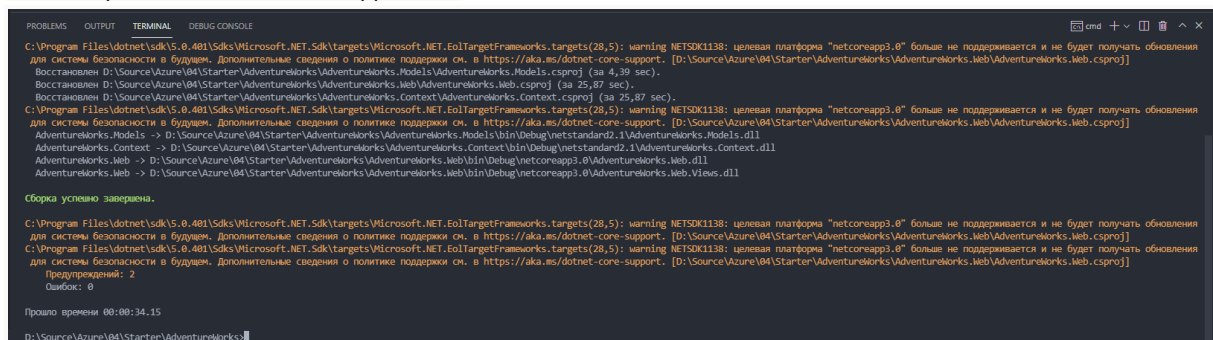 PROBLEMS OUTPUT TERMINAL DEBUG CONSOLE cmd
C:\Program Files\dotnet\sdk\5.0.401\Sdks\Microsoft.NET.Sdk\targets\Microsoft.NET.EolTargetFrameworks.targets(28,5): warning NETSDK1138: целевая платформа "netcoreapp3.0" больше не поддерживается и не будет получать обновления
для системы безопасности в будущем. Дополнительные сведения о политике поддержки см. в https://aka.ms/dotnet-core-support. [D:\Source\Azure\04\Starter\AdventureWorks\AdventureWorks.Web\AdventureWorks.Web.csproj]
Восстановлен D:\Source\Azure\04\Starter\AdventureWorks\AdventureWorks.Models\AdventureWorks.Models.csproj (за 4,39 sec).
Восстановлен D:\Source\Azure\04\Starter\AdventureWorks\AdventureWorks.Web\AdventureWorks.Web.csproj (за 25,87 sec).
Восстановлен D:\Source\Azure\04\Starter\AdventureWorks\AdventureWorks.Context\AdventureWorks.Context.csproj (за 25,87 sec).
C:\Program Files\dotnet\sdk\5.0.401\Sdks\Microsoft.NET.Sdk\targets\Microsoft.NET.EolTargetFrameworks.targets(28,5): warning NETSDK1138: целевая платформа "netcoreapp3.0" больше не поддерживается и не будет получать обновления
для системы безопасности в будущем. Дополнительные сведения о политике поддержки см. в https://aka.ms/dotnet-core-support. [D:\Source\Azure\04\Starter\AdventureWorks\AdventureWorks.Web\AdventureWorks.Web.csproj]
AdventureWorks.Models -> D:\Source\Azure\04\Starter\AdventureWorks\AdventureWorks.Models\bin\Debug\netstandard2.1\AdventureWorks.Models.dll
AdventureWorks.Context -> D:\Source\Azure\04\Starter\AdventureWorks\AdventureWorks.Context\bin\Debug\netstandard2.1\AdventureWorks.Context.dll
AdventureWorks.Web -> D:\Source\Azure\04\Starter\AdventureWorks\AdventureWorks.Web\bin\Debug\netcoreapp3.0\AdventureWorks.Web.dll
AdventureWorks.Web -> D:\Source\Azure\04\Starter\AdventureWorks\AdventureWorks.Web\bin\Debug\netcoreapp3.0\AdventureWorks.Web.Views.dll
Сборка успешно завершена.
C:\Program Files\dotnet\sdk\5.0.401\Sdks\Microsoft.NET.Sdk\targets\Microsoft.NET.EolTargetFrameworks.targets(28,5): warning NETSDK1138: целевая платформа "netcoreapp3.0" больше не поддерживается и не будет получать обновления
для системы безопасности в будущем. Дополнительные сведения о политике поддержки см. в https://aka.ms/dotnet-core-support. [D:\Source\Azure\04\Starter\AdventureWorks\AdventureWorks.Web\AdventureWorks.Web.csproj]
C:\Program Files\dotnet\sdk\5.0.401\Sdks\Microsoft.NET.Sdk\targets\Microsoft.NET.EolTargetFrameworks.targets(28,5): warning NETSDK1138: целевая платформа "netcoreapp3.0" больше не поддерживается и не будет получать обновления
для системы безопасности в будущем. Дополнительные сведения о политике поддержки см. в https://aka.ms/dotnet-core-support. [D:\Source\Azure\04\Starter\AdventureWorks\AdventureWorks.Web\AdventureWorks.Web.csproj]
Предупреждений: 2
Ошибок: 0
Прошло времени 00:00:34.15
D:\Source\Azure\04\Starter\AdventureWorks>